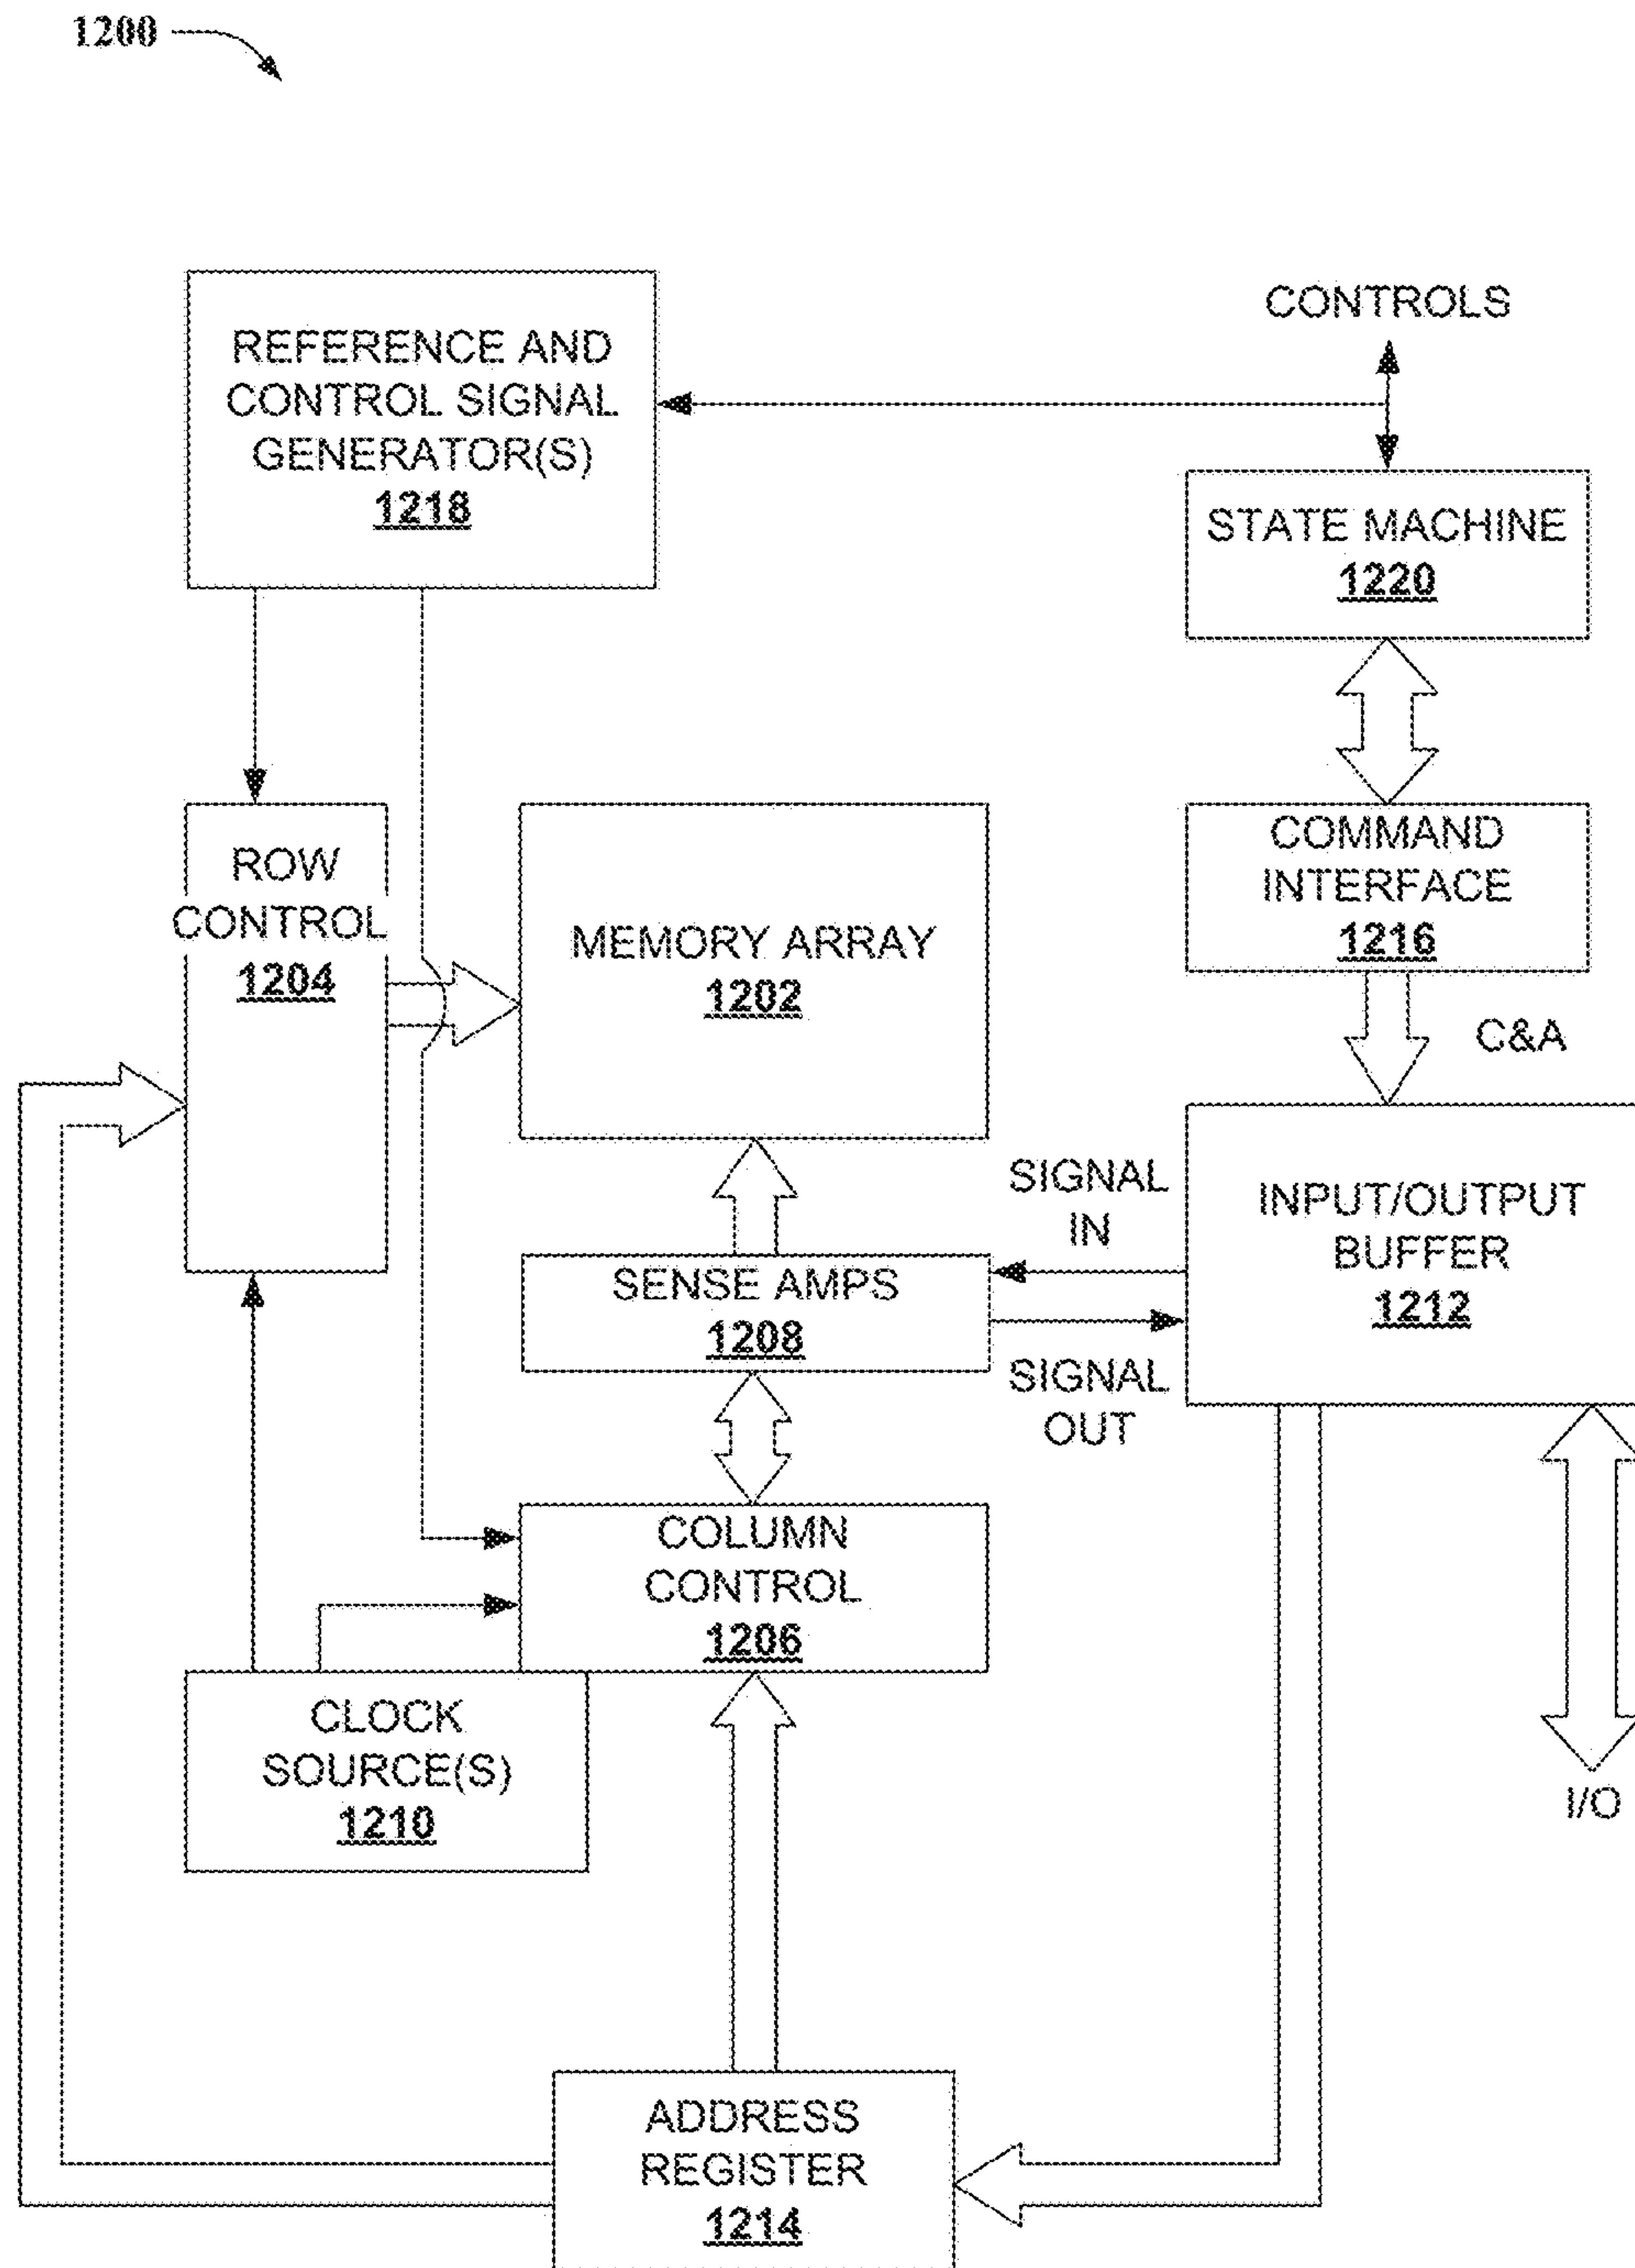 1200
REFERENCE AND
CONTROL SIGNAL
GENERATOR(S)
1218
CONTROLS
STATE MACHINE
1220
ROW
CONTROL
1204
MEMORY ARRAY
1202
COMMAND
INTERFACE
1216
C&A
SIGNAL
IN
INPUT/OUTPUT
BUFFER
1212
SENSE AMPS
1208
SIGNAL
OUT
COLUMN
CONTROL
1206
CLOCK
SOURCE(S)
1210
I/O
ADDRESS
REGISTER
1214